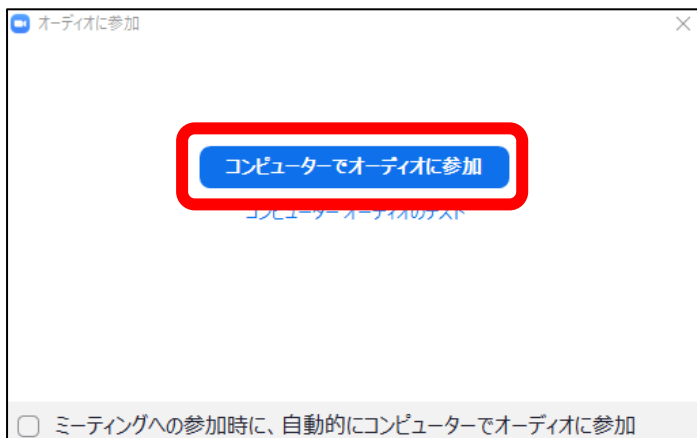 オーディオに参加
コンピューターでオーディオに参加
コンピューター オーディオのテスト
ミーティングへの参加時に、自動的にコンピューターでオーディオに参加